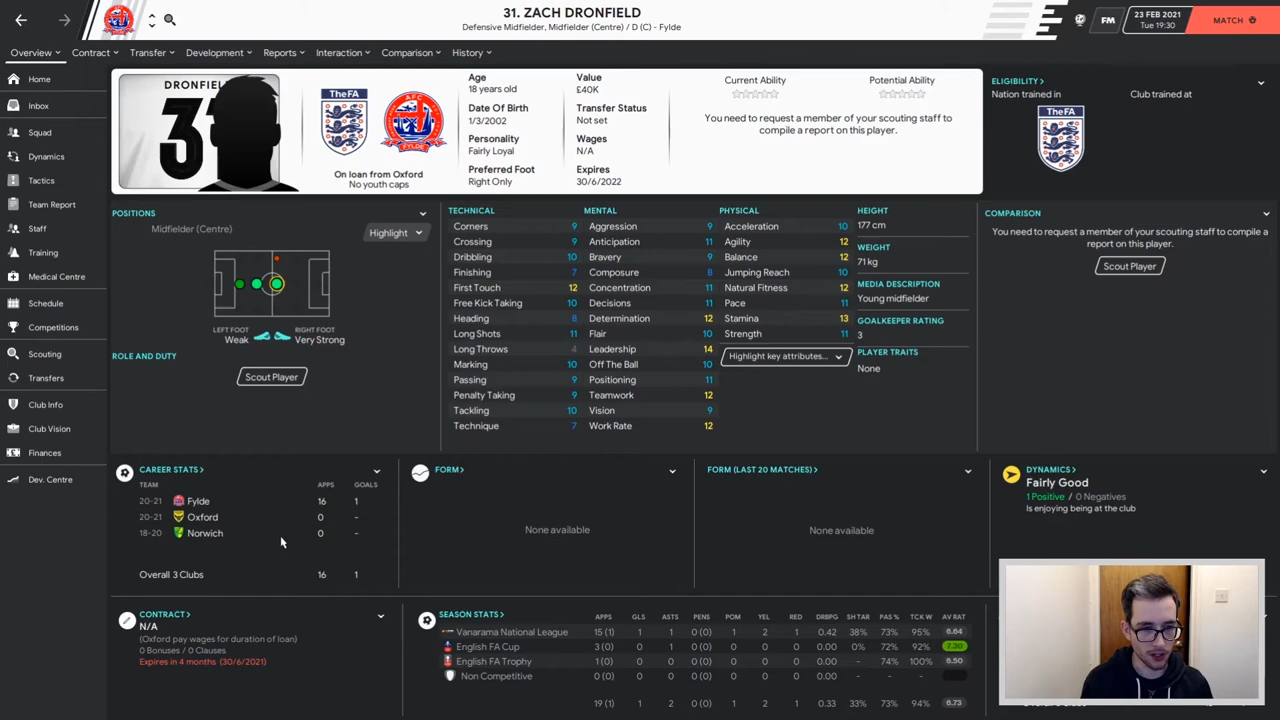 31. ZACH DRONFIELD
Defensive Midfielder, Midfielder (Centre) / D (C) - Fylde
FM
23 FEB 2021
Tue 19:30
MATCH
Overview
Contract
Transfer
Development
Reports
Interaction
Comparison
History
Home
Inbox
Squad
Dynamics
Tactics
Team Report
Staff
Training
Medical Centre
Schedule
Competitions
Scouting
Transfers
Club Info
Club Vision
Finances
Dev. Centre
DRONFIEL
The FA
On loan from Oxford
No youth caps
Age
18 years old
Date Of Birth
1/3/2002
Personality
Fairly Loyal
Preferred Foot
Right Only
Value
£40K
Transfer Status
Not set
Wages
N/A
Expires
30/6/2022
Current Ability
Potential Ability
You need to request a member of your scouting staff to
compile a report on this player.
ELIGIBILITY >
Nation trained in
Club trained at
The FA
POSITIONS
Midfielder (Centre)
Highlight
LEFT FOOT
Weak
RIGHT FOOT
Very Strong
ROLE AND DUTY
Scout Player
TECHNICAL
Corners 9
Crossing 9
Dribbling 10
Finishing 7
First Touch 12
Free Kick Taking 10
Heading 8
Long Shots 11
Long Throws 4
Marking 10
Passing 9
Penalty Taking 9
Tackling 10
Technique 7
MENTAL
Aggression 9
Anticipation 11
Bravery 9
Composure 8
Concentration 11
Decisions 11
Determination 12
Flair 10
Leadership 14
Off The Ball 10
Positioning 11
Teamwork 12
Vision 9
Work Rate 12
PHYSICAL
Acceleration 10
Agility 12
Balance 12
Jumping Reach 10
Natural Fitness 12
Pace 11
Stamina 13
Strength 11
Highlight key attributes...
HEIGHT
177 cm
WEIGHT
71 kg
MEDIA DESCRIPTION
Young midfielder
GOALKEEPER RATING
3
PLAYER TRAITS
None
COMPARISON
You need to request a member of your scouting staff to compile a
report on this player.
Scout Player
CAREER STATS >
TEAM APPS GOALS
20-21 Fylde 16 1
20-21 Oxford 0 -
18-20 Norwich 0 -
Overall 3 Clubs 16 1
FORM >
None available
FORM (LAST 20 MATCHES) >
None available
DYNAMICS >
Fairly Good
1 Positive / 0 Negatives
Is enjoying being at the club
CONTRACT >
N/A
(Oxford pay wages for duration of loan)
0 Bonuses / 0 Clauses
Expires in 4 months (30/6/2021)
SEASON STATS > APPS GLS ASTS PENS POM YEL RED DRBPG SH TAR PAS % TCK W AV RAT
Vanarama National League 15 (1) 1 1 0 (0) 1 2 1 0.42 38% 73% 95% 6.64
English FA Cup 3 (0) 0 1 0 (0) 0 0 0 0.00 0% 72% 92% 7.30
English FA Trophy 1 (0) 0 0 0 (0) 0 0 0 0.00 - 74% 100% 6.50
Non Competitive 0 (0) 0 0 0 (0) 0 0 0 0.00 - - -
19 (1) 1 2 0 (0) 1 2 1 0.33 33% 73% 94% 6.73